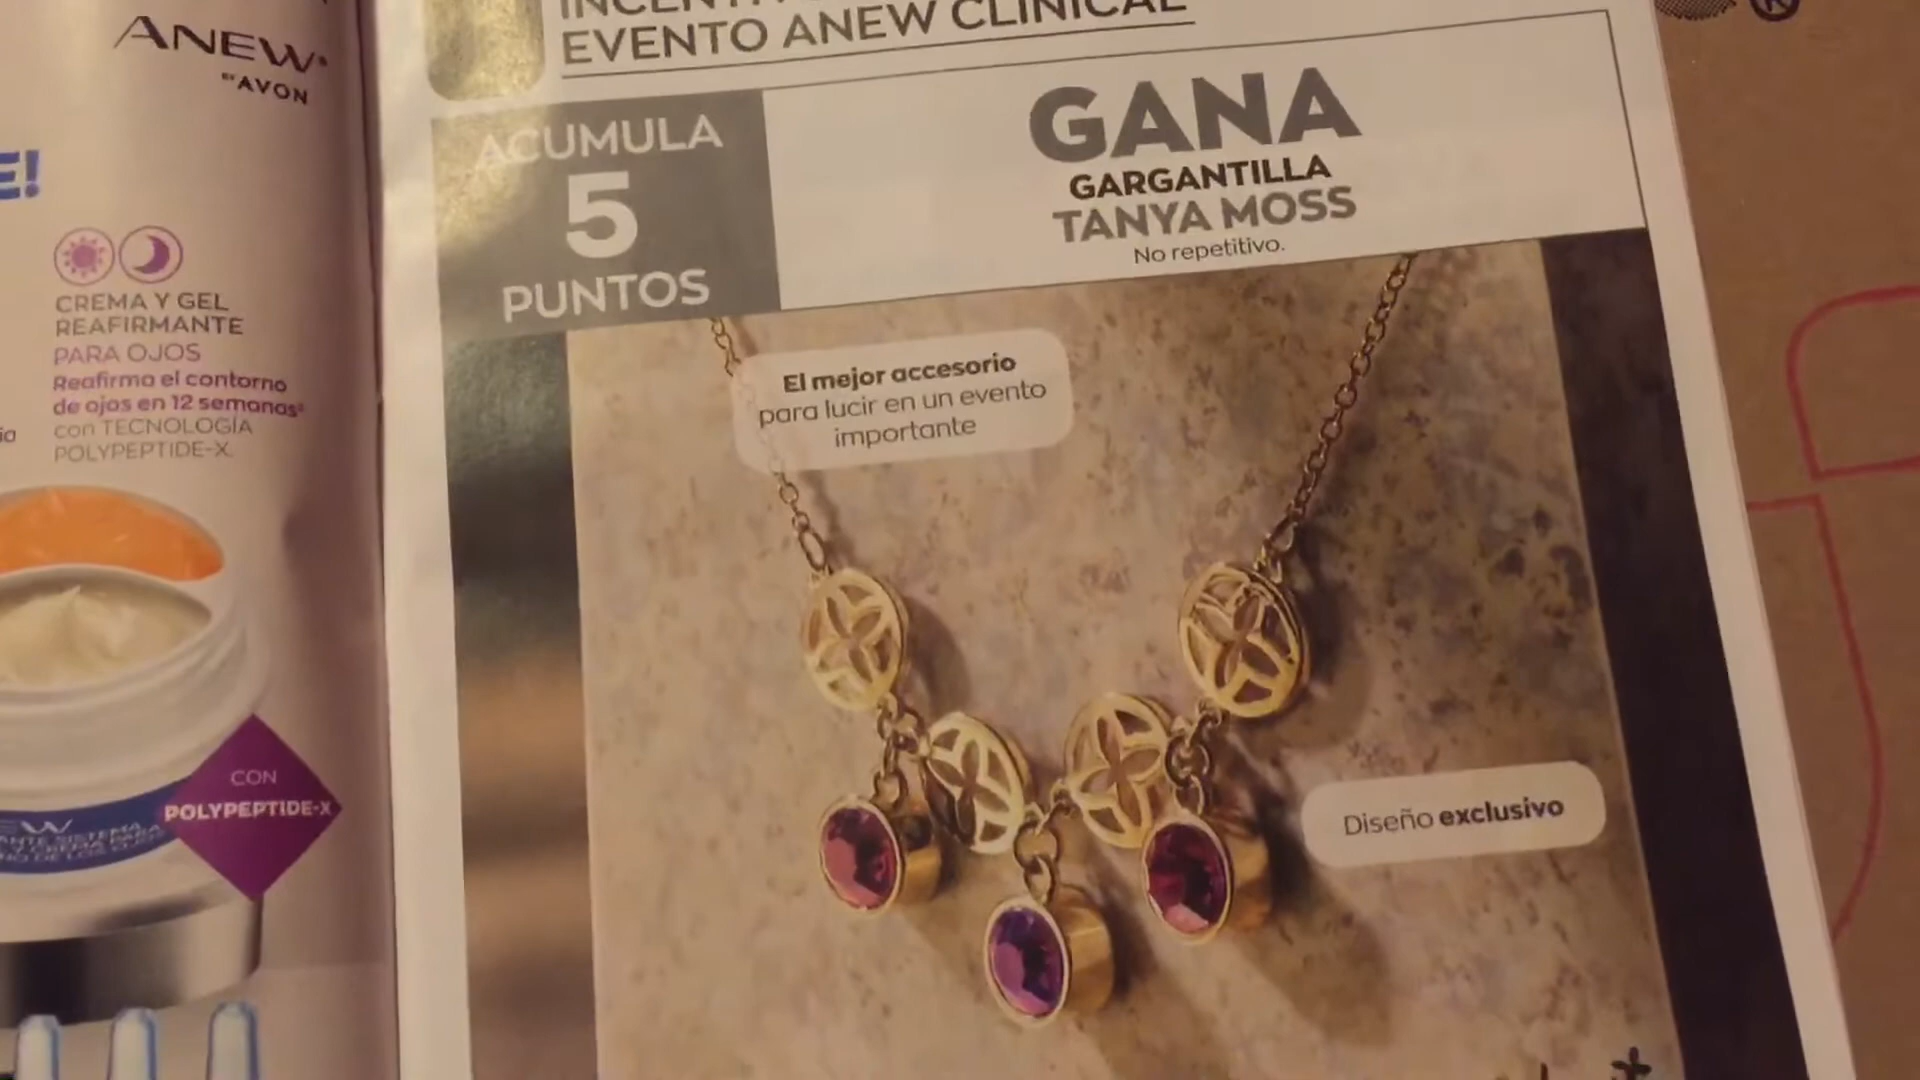 ANEW
BY AVON
E!
CREMA Y GEL
REAFIRMANTE
PARA OJOS
Reafirma el contorno
de ojos en 12 semanas²
con TECNOLOGÍA
POLYPEPTIDE-X.
CON
POLYPEPTIDE-X
EVENTO ANEW CLINICAL
ACUMULA
5
PUNTOS
GANA
GARGANTILLA
TANYA MOSS
No repetitivo.
El mejor accesorio
para lucir en un evento
importante
Diseño exclusivo